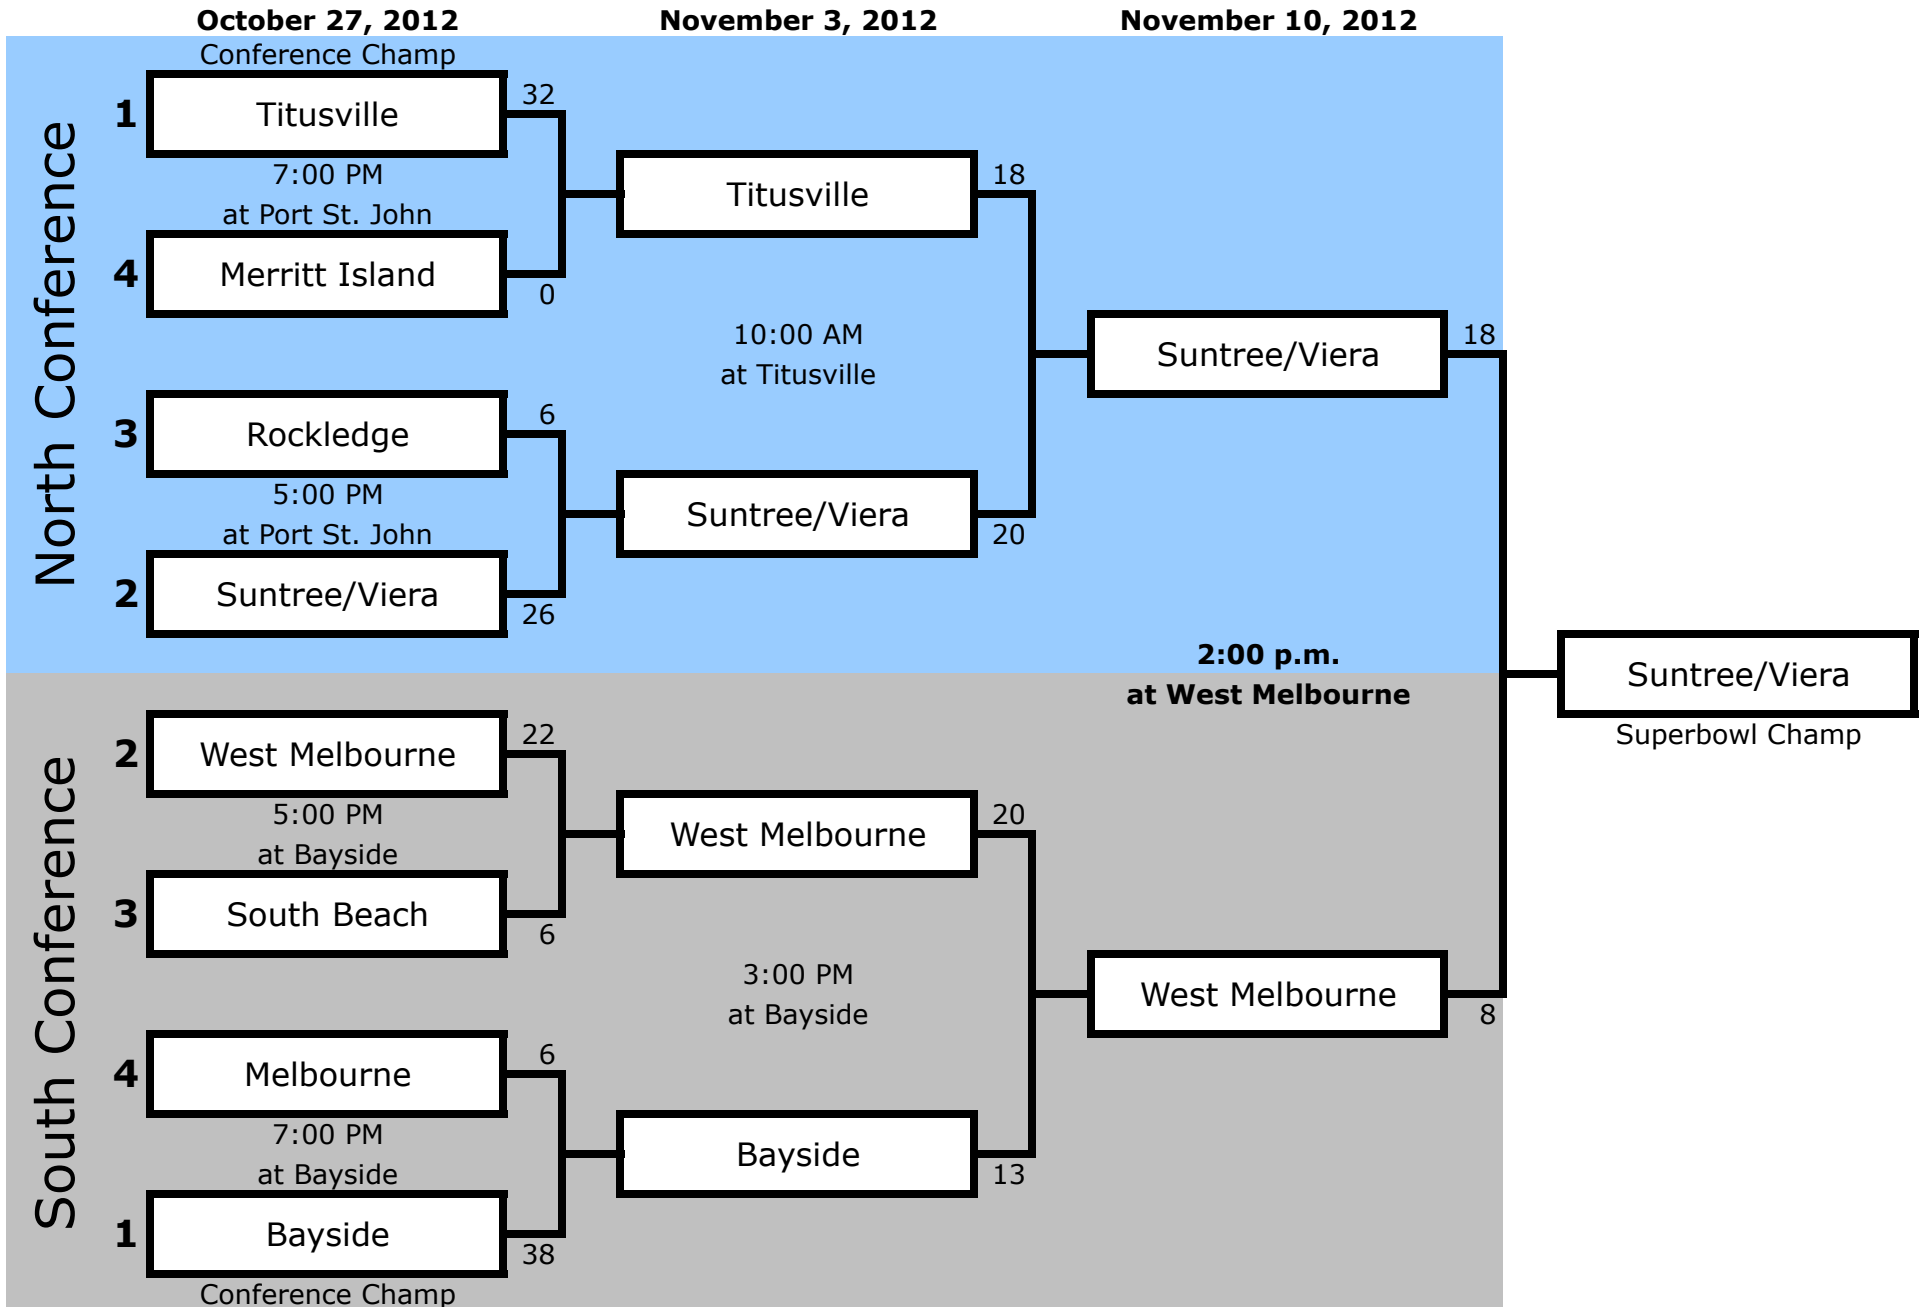 October 27, 2012
November 3, 2012
November 10, 2012
North Conference
Conference Champ
1
Titusville
32
7:00 PM
at Port St. John
4
Merritt Island
0
3
Rockledge
6
5:00 PM
at Port St. John
2
Suntree/Viera
26
Titusville
18
10:00 AM
at Titusville
Suntree/Viera
20
Suntree/Viera
18
2:00 p.m.
at West Melbourne
Suntree/Viera
Superbowl Champ
South Conference
2
West Melbourne
22
5:00 PM
at Bayside
3
South Beach
6
4
Melbourne
6
7:00 PM
at Bayside
1
Bayside
38
Conference Champ
West Melbourne
20
3:00 PM
at Bayside
Bayside
13
West Melbourne
8